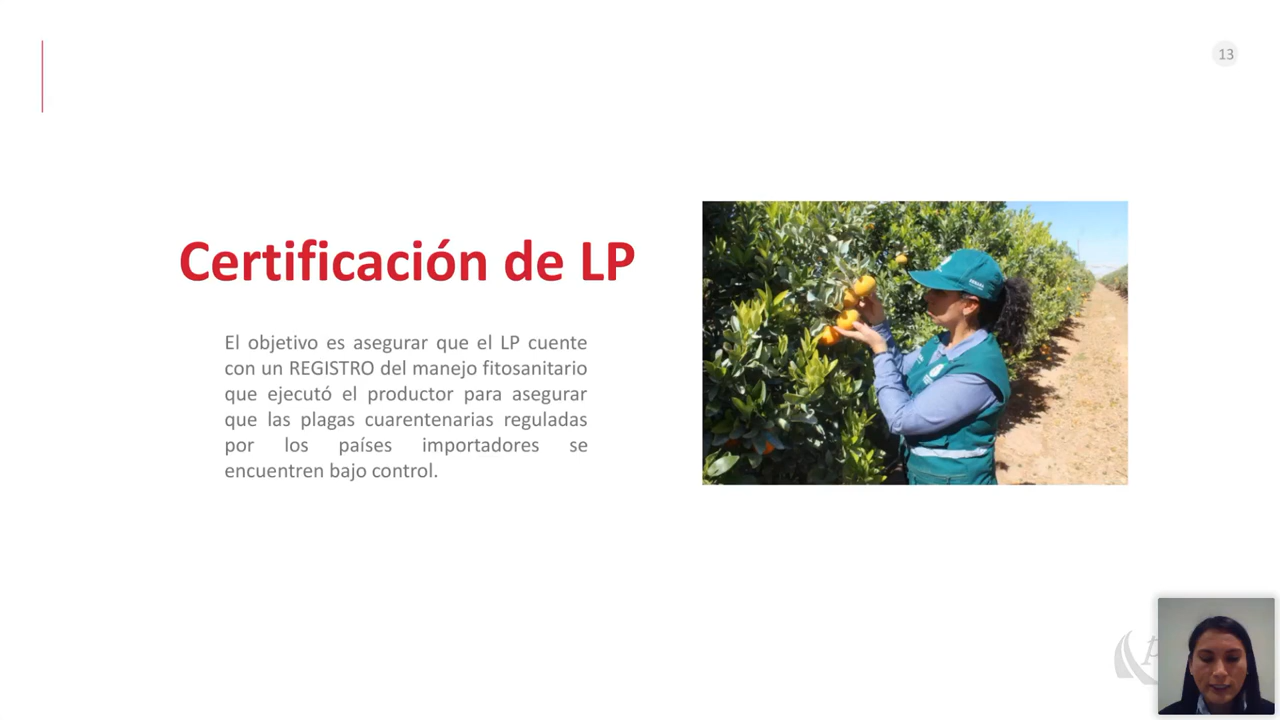 13
Certificación de LP
El objetivo es asegurar que el LP cuente
con un REGISTRO del manejo fitosanitario
que ejecutó el productor para asegurar
que las plagas cuarentenarias reguladas
por los países importadores se
encuentren bajo control.